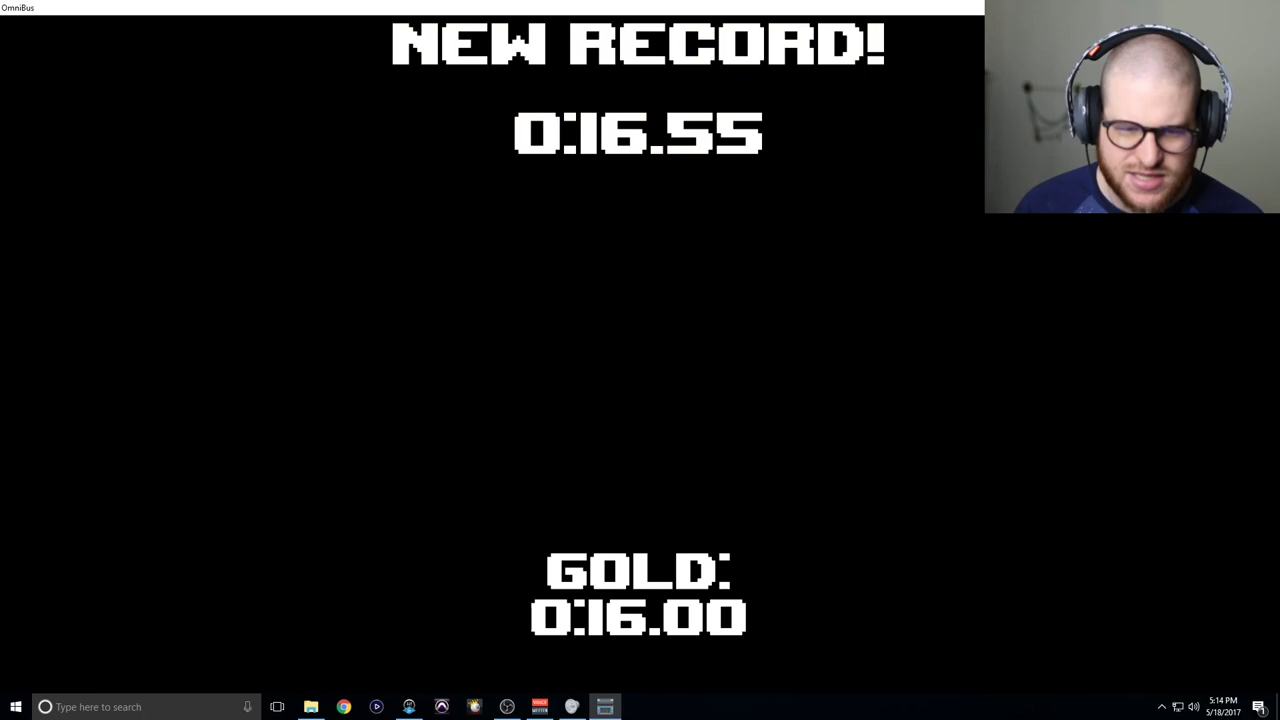 OmniBus
NEW RECORD!
0:16.55
GOLD:
0:16.00
Type here to search
5:14 PM
5/18/2017